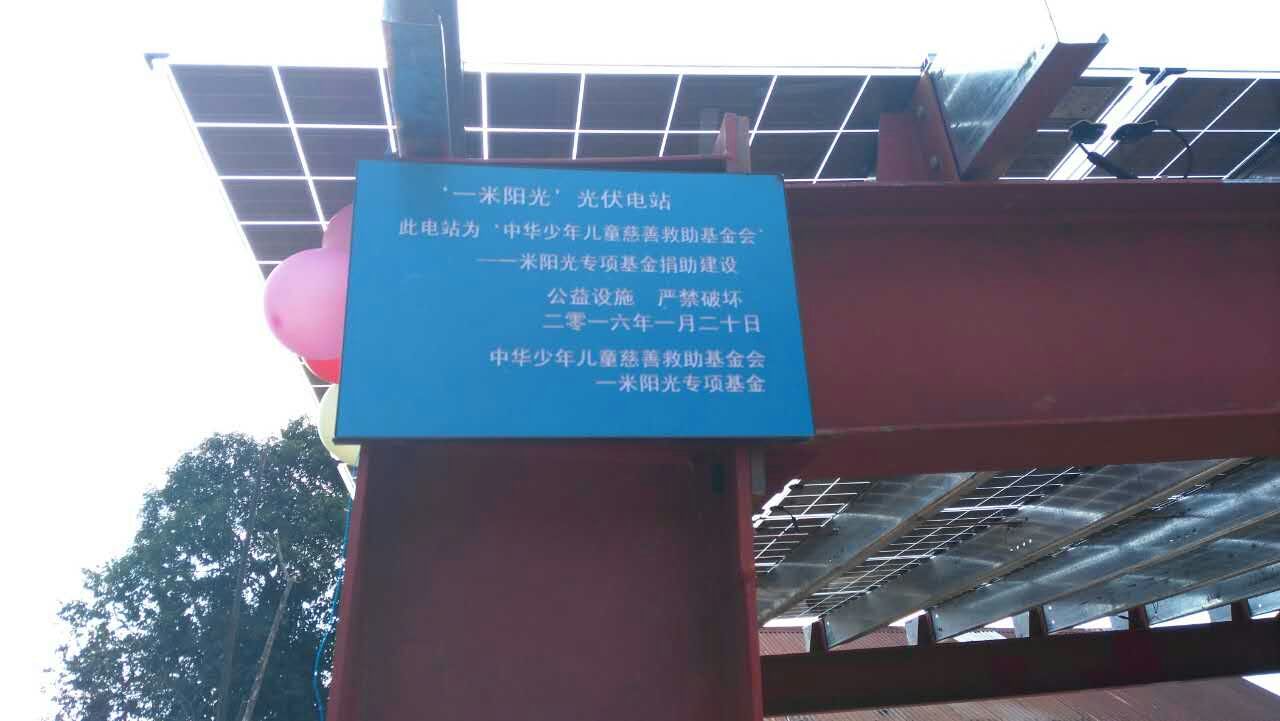 ‘一米阳光’光伏电站
此电站为‘中华少年儿童慈善救助基金会’
——米阳光专项基金捐助建设
公益设施 严禁破坏
二零一六年一月二十日
中华少年儿童慈善救助基金会
一米阳光专项基金